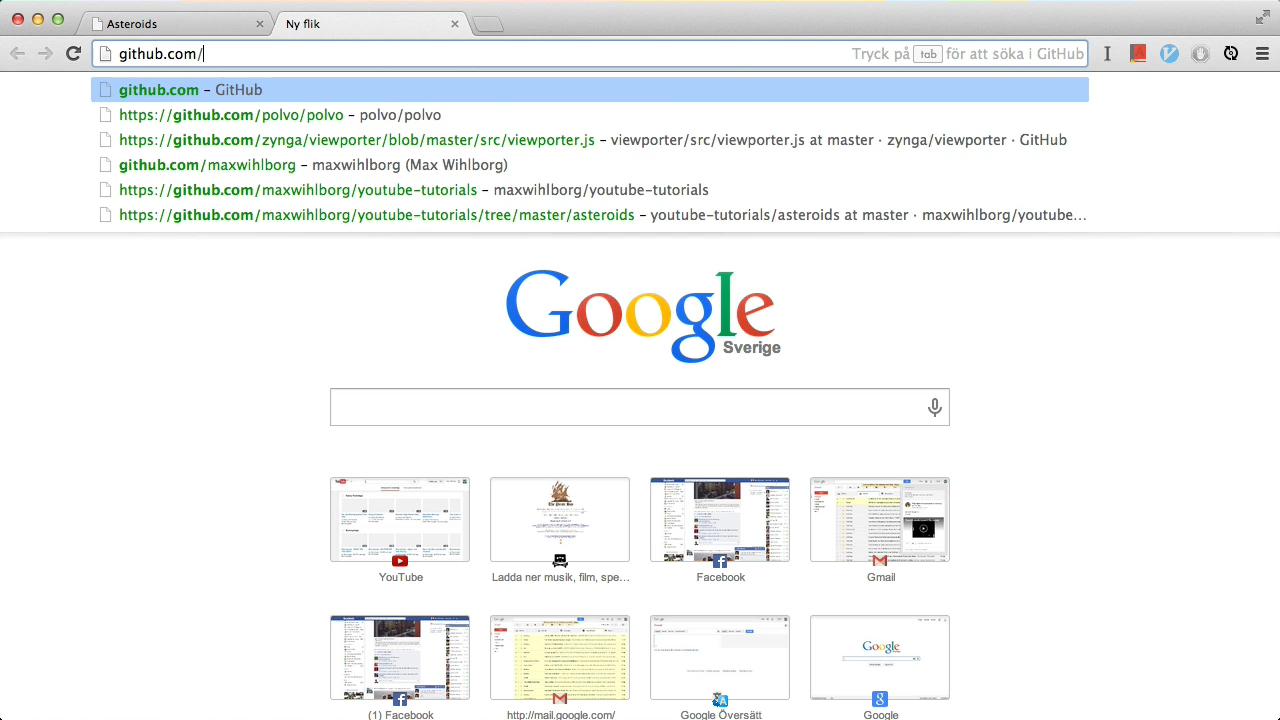 Asteroids
Ny flik
github.com/
Tryck på tab för att söka i GitHub
github.com – GitHub
https://github.com/polvo/polvo – polvo/polvo
https://github.com/zynga/viewporter/blob/master/src/viewporter.js – viewporter/src/viewporter.js at master · zynga/viewporter · GitHub
github.com/maxwihlborg – maxwihlborg (Max Wihlborg)
https://github.com/maxwihlborg/youtube-tutorials – maxwihlborg/youtube-tutorials
https://github.com/maxwihlborg/youtube-tutorials/tree/master/asteroids – youtube-tutorials/asteroids at master · maxwihlborg/youtube…
Google
Sverige
YouTube
Ladda ner musik, film, spe…
Facebook
Gmail
(1) Facebook
http://mail.google.com/
Google Översätt
Google